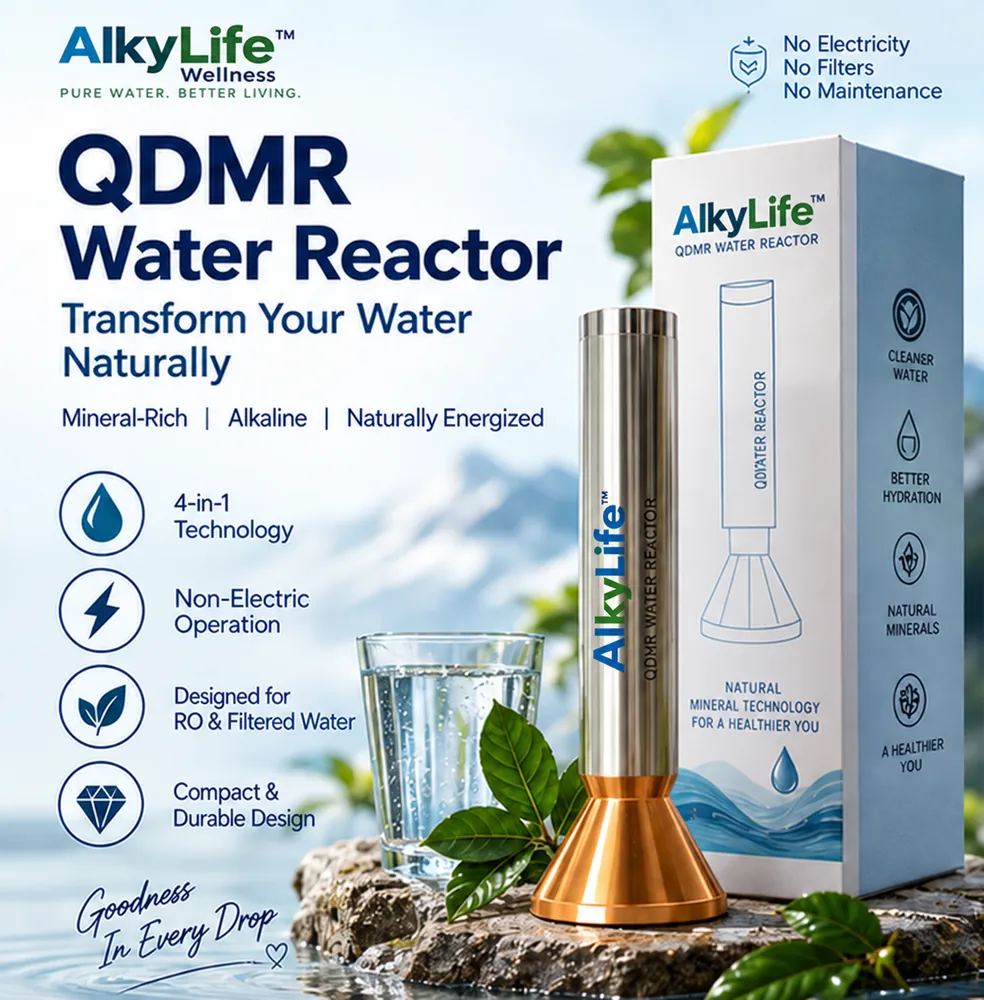 AlkyLife™
Wellness
PURE WATER. BETTER LIVING.
No Electricity
No Filters
No Maintenance
QDMR
Water Reactor
Transform Your Water
Naturally
Mineral-Rich | Alkaline | Naturally Energized
4-in-1
Technology
Non-Electric
Operation
Designed for
RO & Filtered Water
Compact &
Durable Design
Goodness
In Every Drop
AlkyLife™
QDMR WATER REACTOR
AlkyLife™
QDMR WATER REACTOR
NATURAL
MINERAL TECHNOLOGY
FOR A HEALTHIER YOU
CLEANSR
WATER
BETTER
HYDRATION
NATURAL
MINERALS
A HEALTHIER
YOU